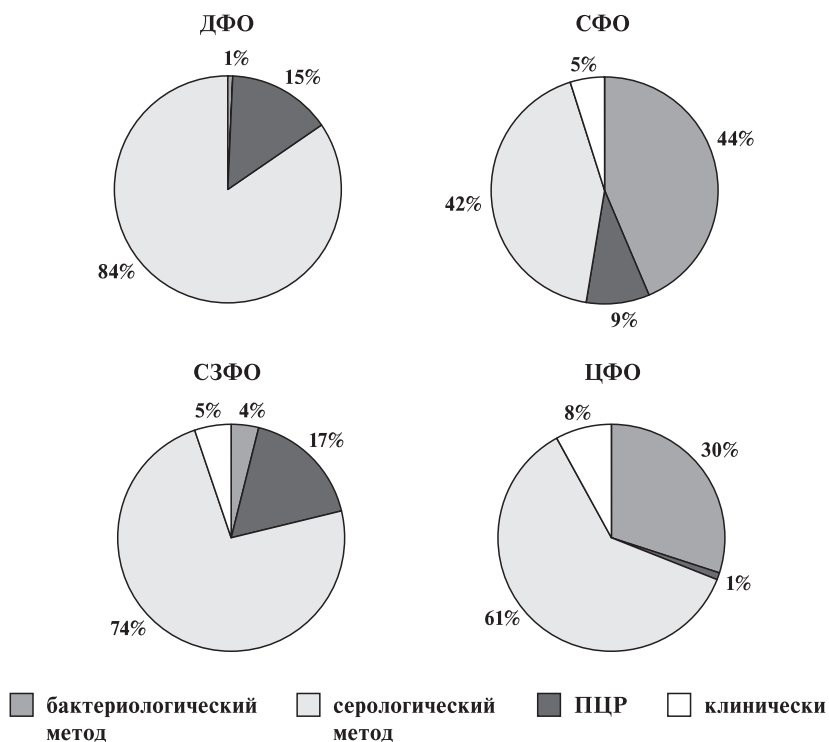 ДФО
1%
15%
84%
СФО
5%
44%
42%
9%
СЗФО
5%
4%
17%
74%
ЦФО
8%
30%
1%
61%
бактериологический
метод
серологический
метод
ПЦР
клинически